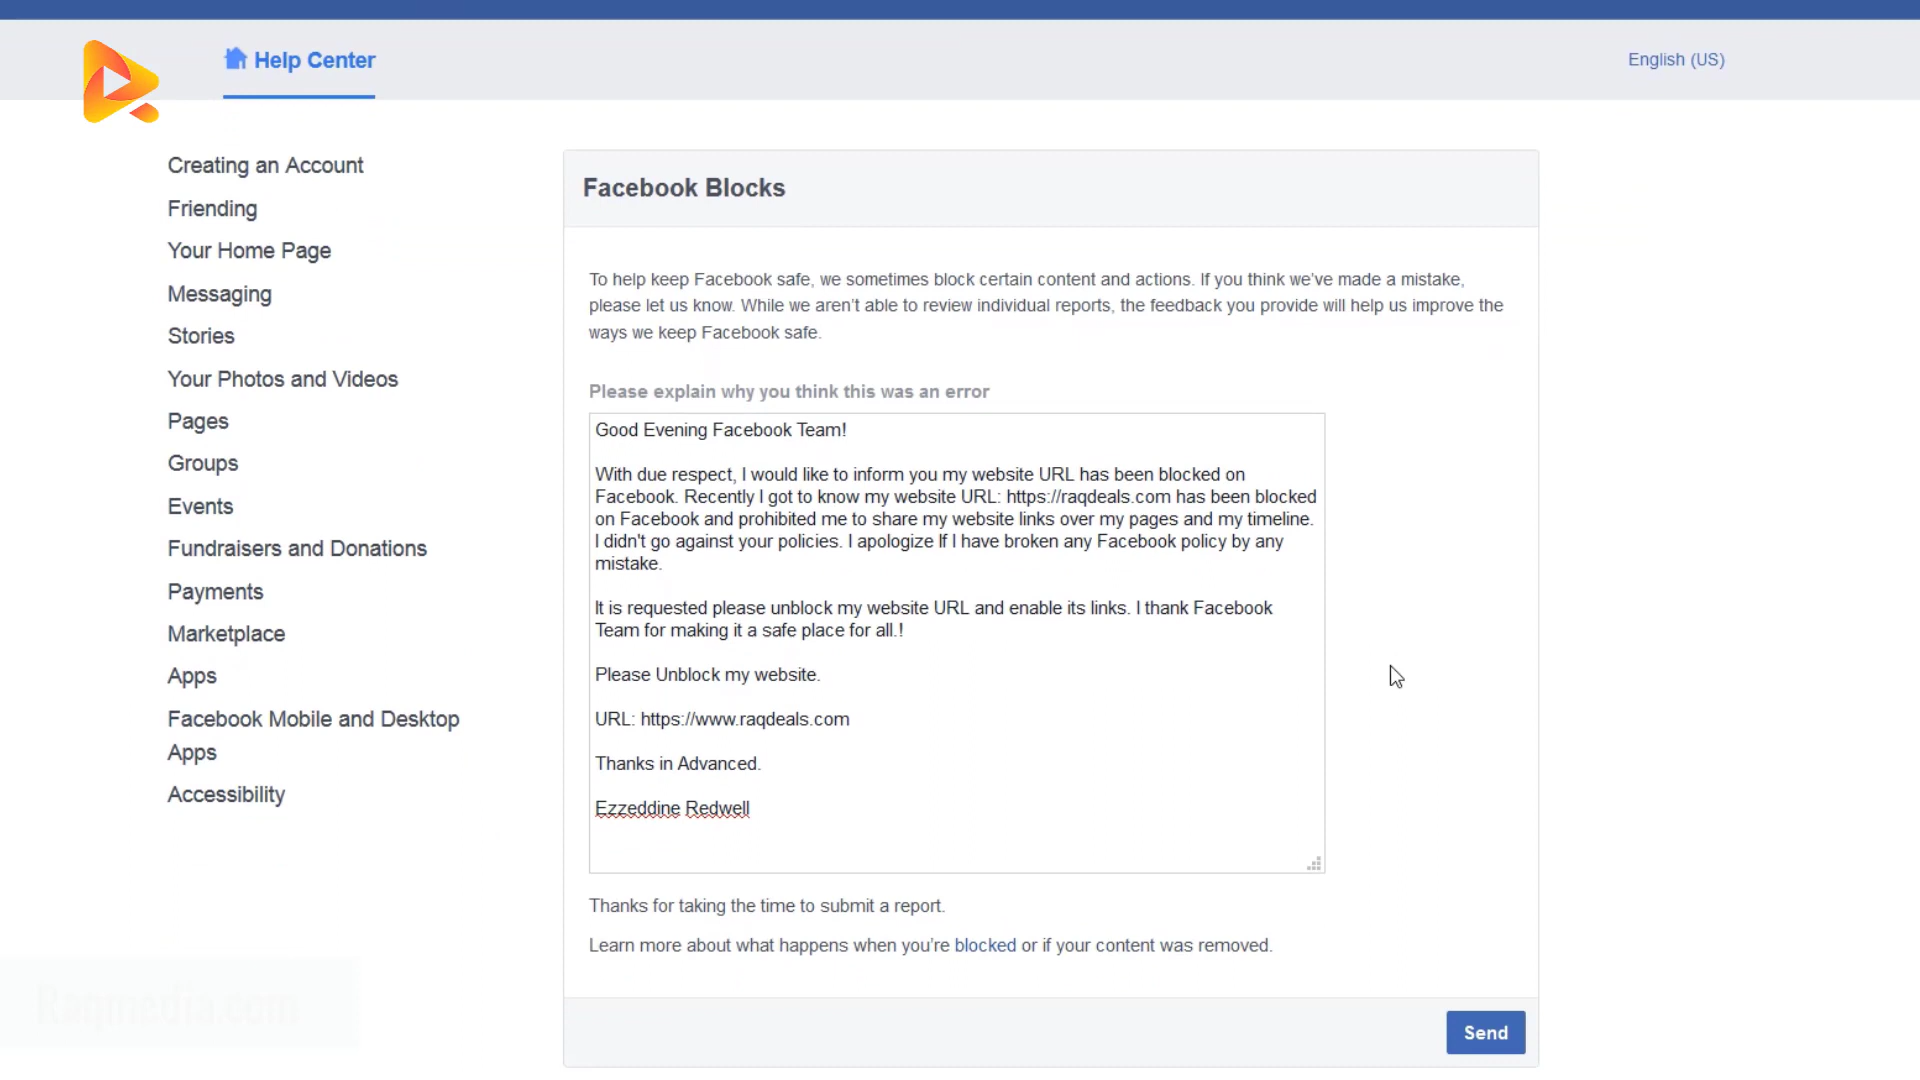 Help Center
English (US)
Creating an Account
Friending
Your Home Page
Messaging
Stories
Your Photos and Videos
Pages
Groups
Events
Fundraisers and Donations
Payments
Marketplace
Apps
Facebook Mobile and Desktop
Apps
Accessibility
Facebook Blocks
To help keep Facebook safe, we sometimes block certain content and actions. If you think we've made a mistake,
please let us know. While we aren't able to review individual reports, the feedback you provide will help us improve the
ways we keep Facebook safe.
Please explain why you think this was an error
Good Evening Facebook Team!
With due respect, I would like to inform you my website URL has been blocked on
Facebook. Recently I got to know my website URL: https://raqdeals.com has been blocked
on Facebook and prohibited me to share my website links over my pages and my timeline.
I didn't go against your policies. I apologize If I have broken any Facebook policy by any
mistake.
It is requested please unblock my website URL and enable its links. I thank Facebook
Team for making it a safe place for all.!
Please Unblock my website.
URL: https://www.raqdeals.com
Thanks in Advanced.
Ezzeddine Redwell
Thanks for taking the time to submit a report.
Learn more about what happens when you're blocked or if your content was removed.
Raqmedia.com
Send